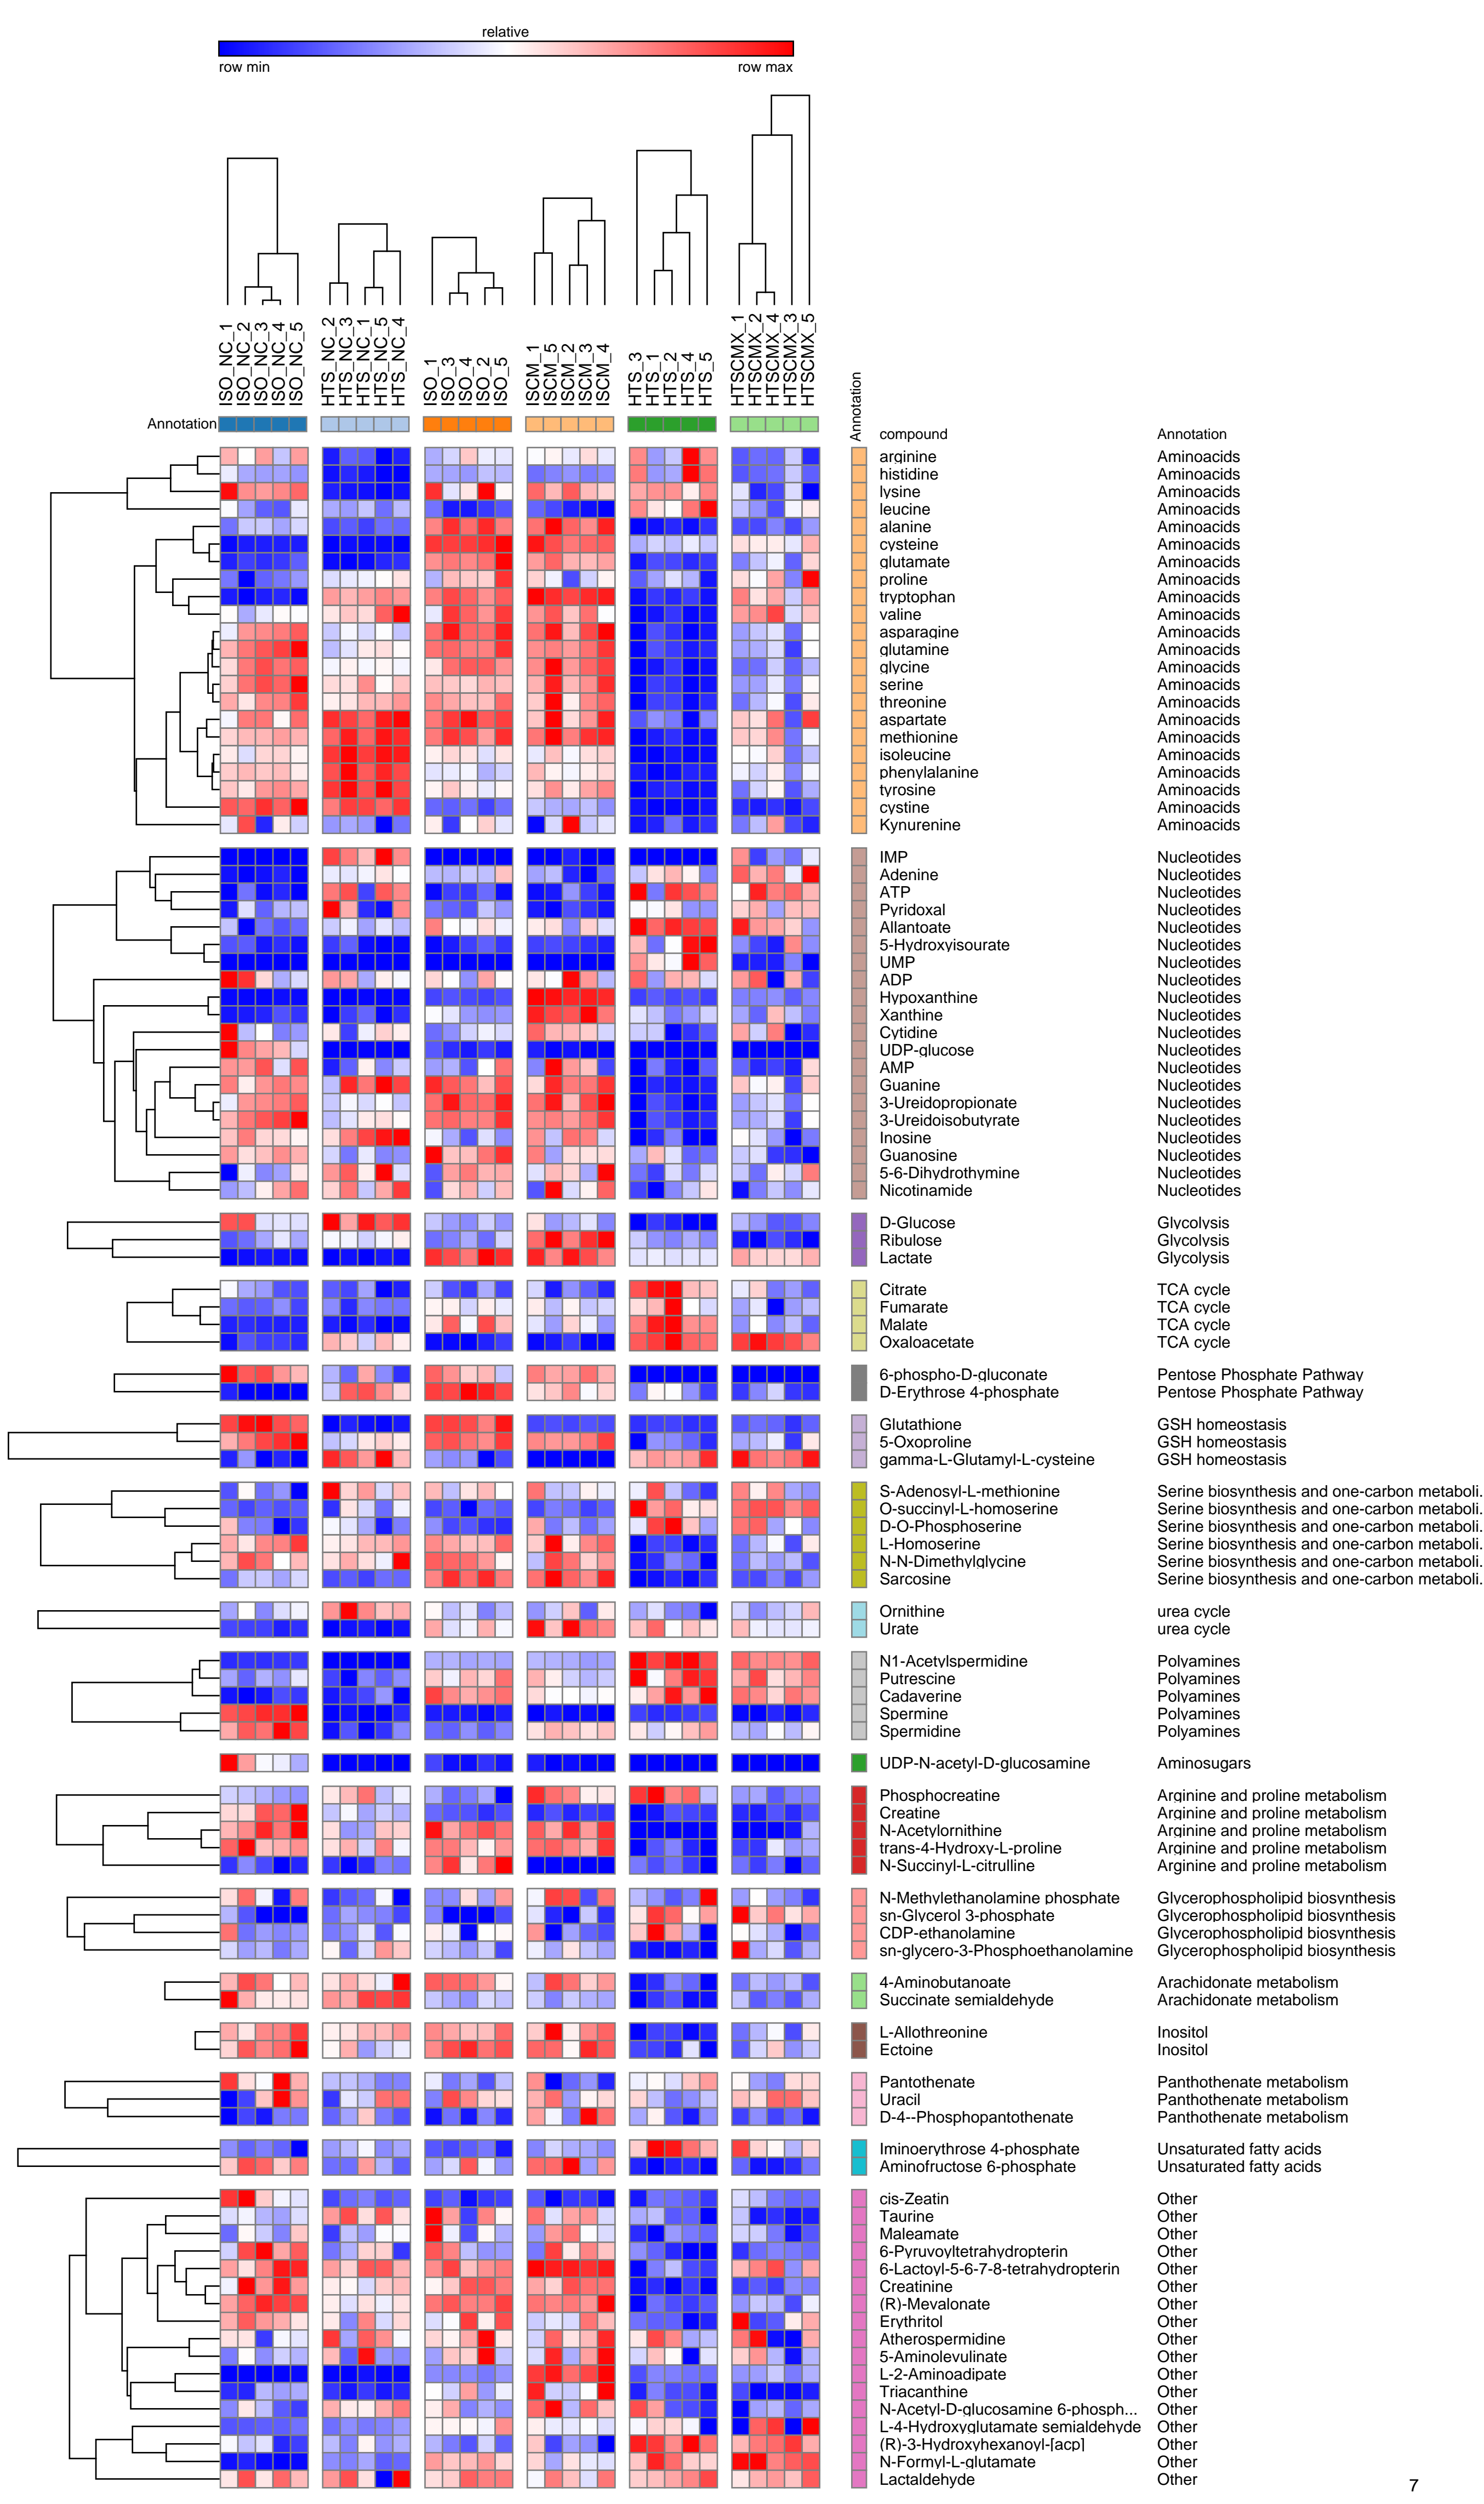 relative
row min row max
ISO_NC_1
ISO_NC_2
ISO_NC_3
ISO_NC_4
ISO_NC_5
HTS_NC_2
HTS_NC_3
HTS_NC_1
HTS_NC_5
HTS_NC_4
ISO_1
ISO_3
ISO_4
ISO_2
ISO_5
ISCM_1
ISCM_5
ISCM_2
ISCM_3
ISCM_4
HTS_3
HTS_1
HTS_2
HTS_4
HTS_5
HTSCMX_1
HTSCMX_2
HTSCMX_4
HTSCMX_3
HTSCMX_5
Annotation
Annotation
compound Annotation
arginine Aminoacids
histidine Aminoacids
lysine Aminoacids
leucine Aminoacids
alanine Aminoacids
cysteine Aminoacids
glutamate Aminoacids
proline Aminoacids
tryptophan Aminoacids
valine Aminoacids
asparagine Aminoacids
glutamine Aminoacids
glycine Aminoacids
serine Aminoacids
threonine Aminoacids
aspartate Aminoacids
methionine Aminoacids
isoleucine Aminoacids
phenylalanine Aminoacids
tyrosine Aminoacids
cystine Aminoacids
Kynurenine Aminoacids
IMP Nucleotides
Adenine Nucleotides
ATP Nucleotides
Pyridoxal Nucleotides
Allantoate Nucleotides
5-Hydroxyisourate Nucleotides
UMP Nucleotides
ADP Nucleotides
Hypoxanthine Nucleotides
Xanthine Nucleotides
Cytidine Nucleotides
UDP-glucose Nucleotides
AMP Nucleotides
Guanine Nucleotides
3-Ureidopropionate Nucleotides
3-Ureidoisobutyrate Nucleotides
Inosine Nucleotides
Guanosine Nucleotides
5-6-Dihydrothymine Nucleotides
Nicotinamide Nucleotides
D-Glucose Glycolysis
Ribulose Glycolysis
Lactate Glycolysis
Citrate TCA cycle
Fumarate TCA cycle
Malate TCA cycle
Oxaloacetate TCA cycle
6-phospho-D-gluconate Pentose Phosphate Pathway
D-Erythrose 4-phosphate Pentose Phosphate Pathway
Glutathione GSH homeostasis
5-Oxoproline GSH homeostasis
gamma-L-Glutamyl-L-cysteine GSH homeostasis
S-Adenosyl-L-methionine Serine biosynthesis and one-carbon metaboli.
O-succinyl-L-homoserine Serine biosynthesis and one-carbon metaboli.
D-O-Phosphoserine Serine biosynthesis and one-carbon metaboli.
L-Homoserine Serine biosynthesis and one-carbon metaboli.
N-N-Dimethylglycine Serine biosynthesis and one-carbon metaboli.
Sarcosine Serine biosynthesis and one-carbon metaboli.
Ornithine urea cycle
Urate urea cycle
N1-Acetylspermidine Polyamines
Putrescine Polyamines
Cadaverine Polyamines
Spermine Polyamines
Spermidine Polyamines
UDP-N-acetyl-D-glucosamine Aminosugars
Phosphocreatine Arginine and proline metabolism
Creatine Arginine and proline metabolism
N-Acetylornithine Arginine and proline metabolism
trans-4-Hydroxy-L-proline Arginine and proline metabolism
N-Succinyl-L-citrulline Arginine and proline metabolism
N-Methylethanolamine phosphate Glycerophospholipid biosynthesis
sn-Glycerol 3-phosphate Glycerophospholipid biosynthesis
CDP-ethanolamine Glycerophospholipid biosynthesis
sn-glycero-3-Phosphoethanolamine Glycerophospholipid biosynthesis
4-Aminobutanoate Arachidonate metabolism
Succinate semialdehyde Arachidonate metabolism
L-Allothreonine Inositol
Ectoine Inositol
Pantothenate Panthothenate metabolism
Uracil Panthothenate metabolism
D-4--Phosphopantothenate Panthothenate metabolism
Iminoerythrose 4-phosphate Unsaturated fatty acids
Aminofructose 6-phosphate Unsaturated fatty acids
cis-Zeatin Other
Taurine Other
Maleamate Other
6-Pyruvoyltetrahydropterin Other
6-Lactoyl-5-6-7-8-tetrahydropterin Other
Creatinine Other
(R)-Mevalonate Other
Erythritol Other
Atherospermidine Other
5-Aminolevulinate Other
L-2-Aminoadipate Other
Triacanthine Other
N-Acetyl-D-glucosamine 6-phosph... Other
L-4-Hydroxyglutamate semialdehyde Other
(R)-3-Hydroxyhexanoyl-[acp] Other
N-Formyl-L-glutamate Other
Lactaldehyde Other
7